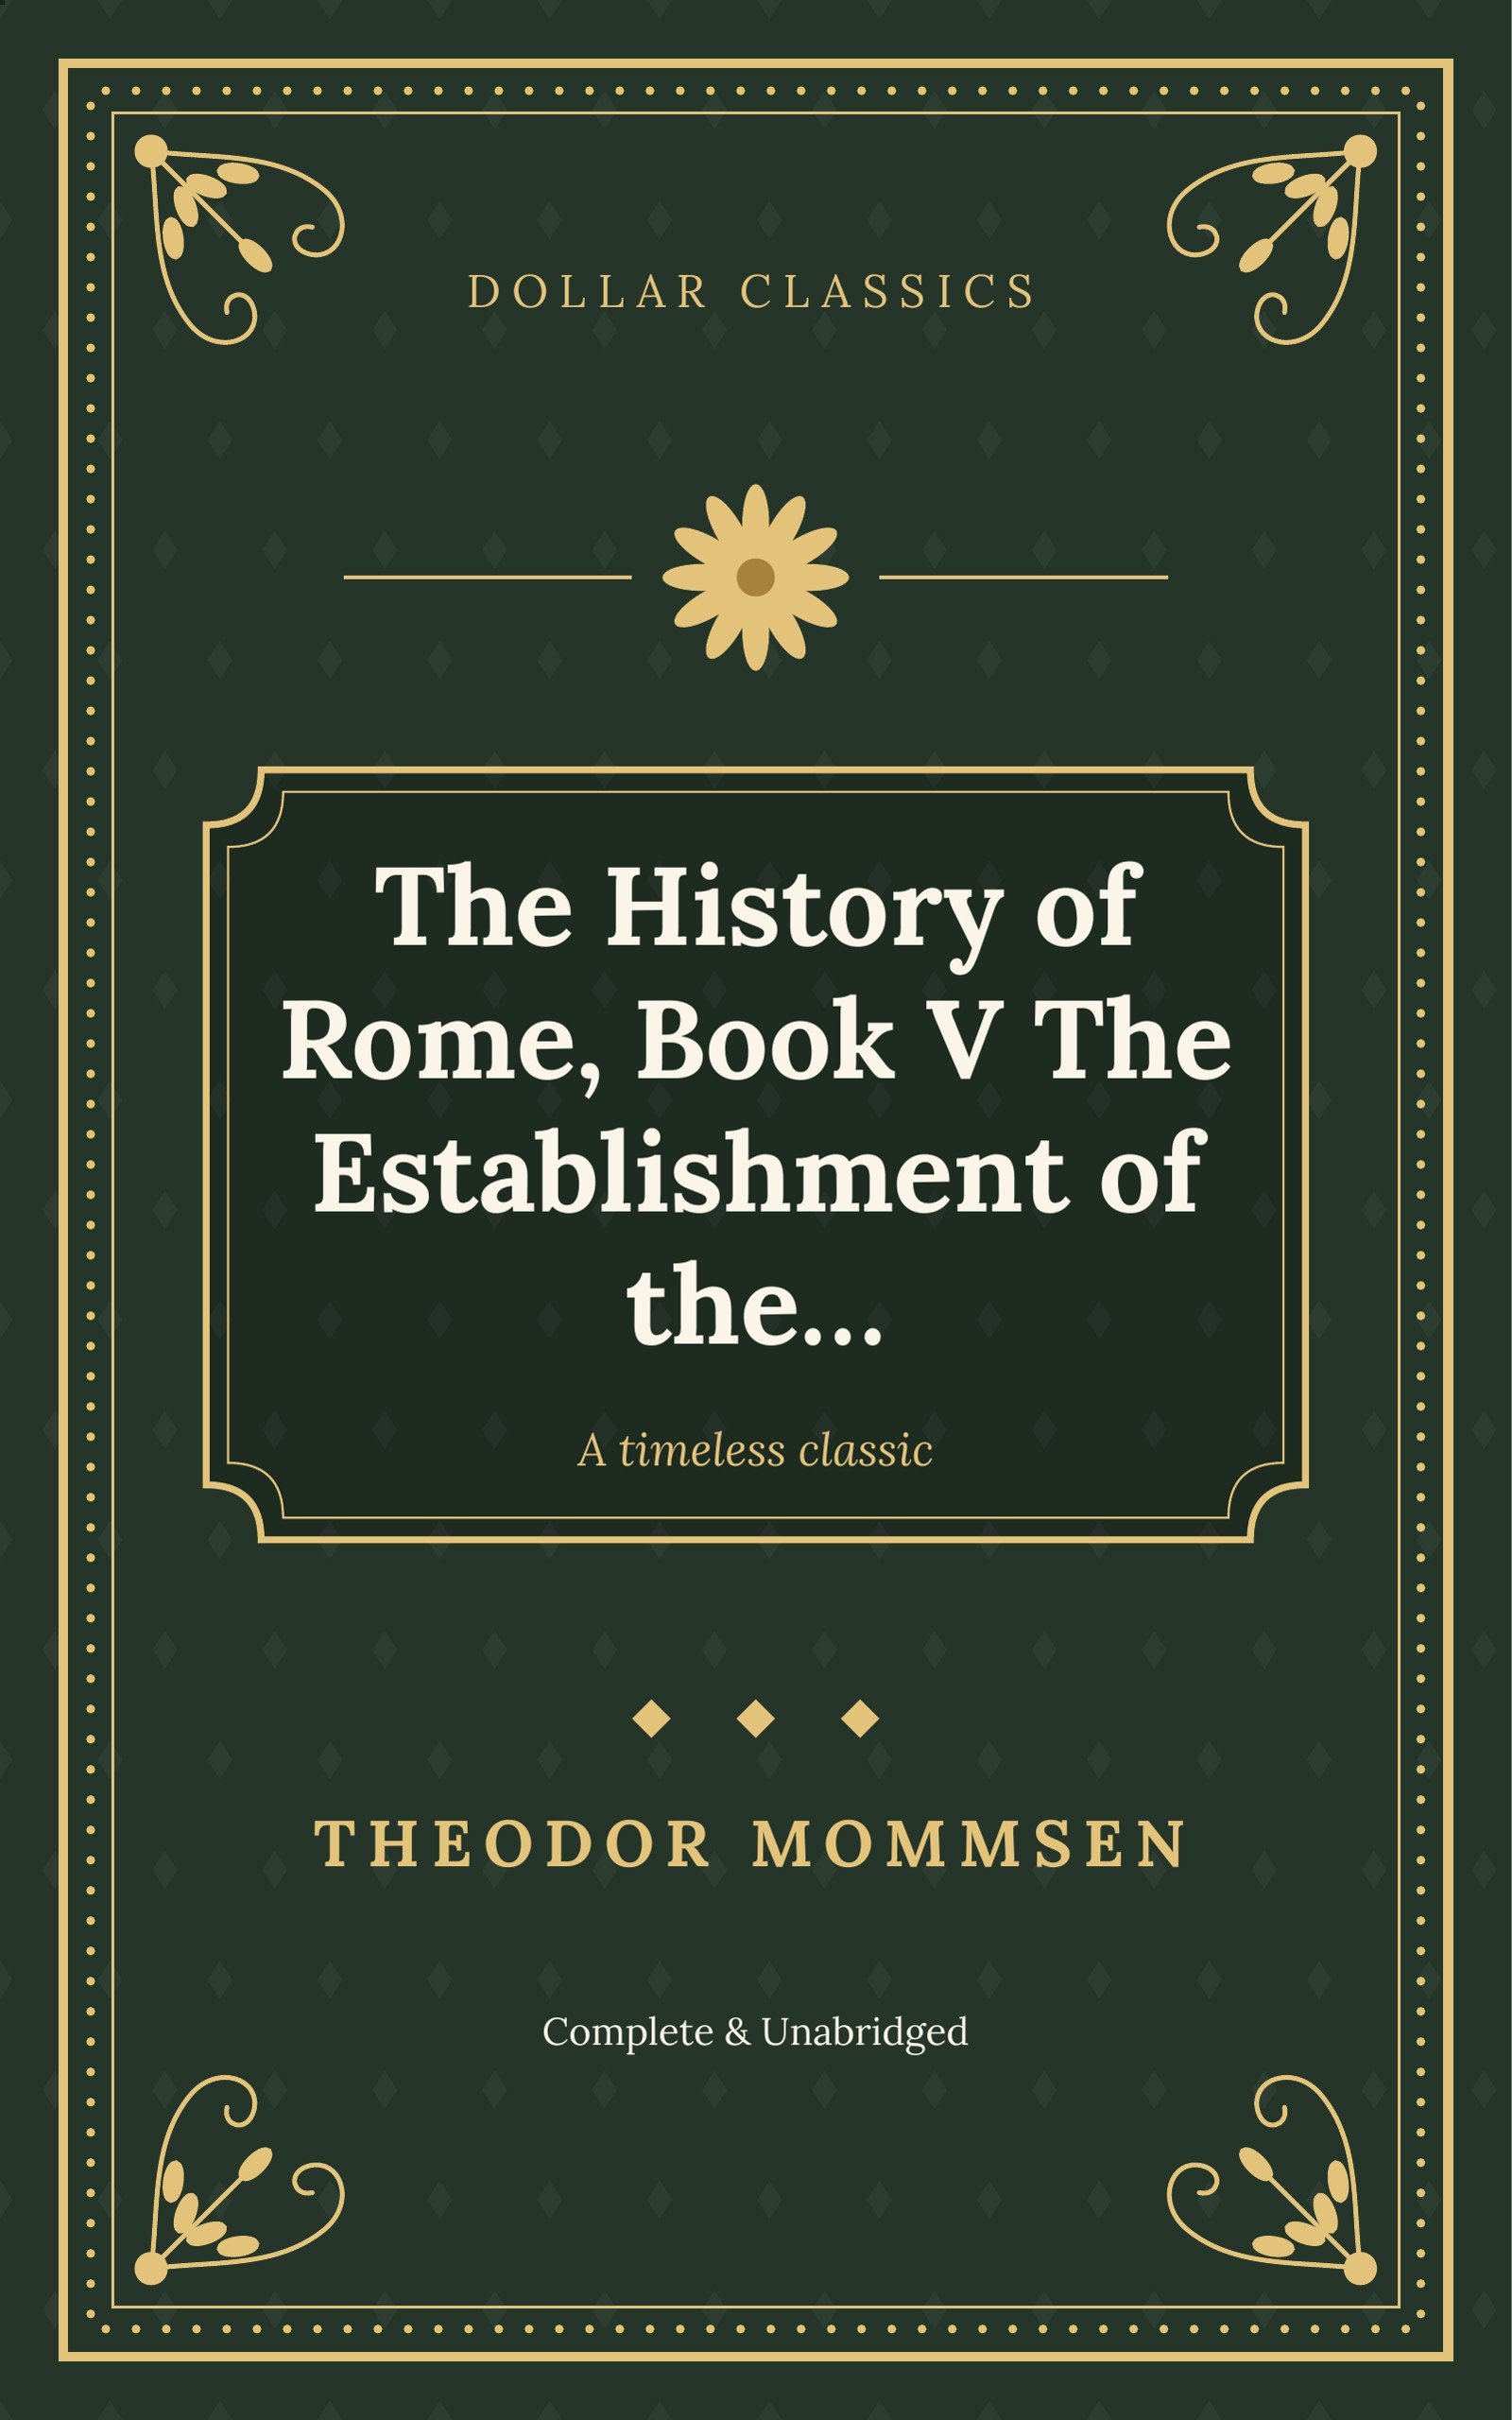 DOLLAR CLASSICS
The History of
Rome, Book V The
Establishment of
the...
A timeless classic
THEODOR MOMMSEN
Complete & Unabridged